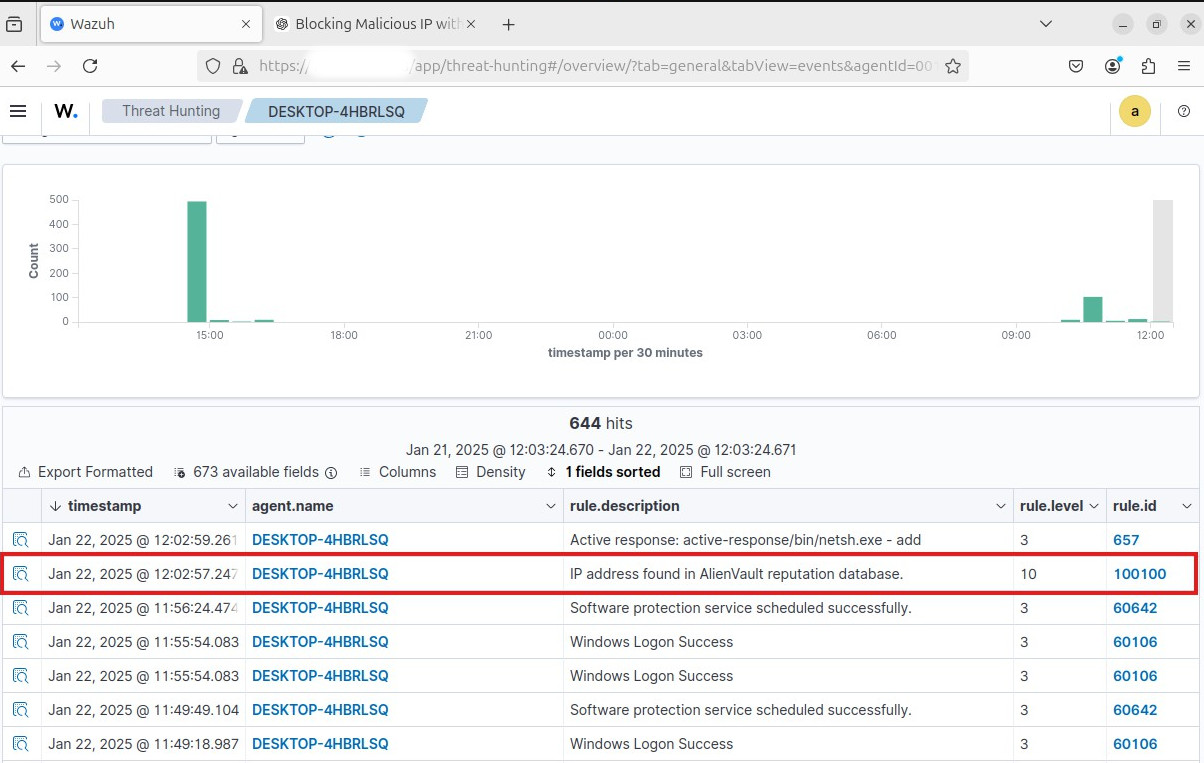 Wazuh
Blocking Malicious IP with
https://
/app/threat-hunting#/overview/?tab=general&tabView=events&agentId=00
W.
Threat Hunting
DESKTOP-4HBRLSQ
a
Count
500
400
300
200
100
0
15:00 18:00 21:00 00:00 03:00 06:00 09:00 12:00
timestamp per 30 minutes
644 hits
Jan 21, 2025 @ 12:03:24.670 - Jan 22, 2025 @ 12:03:24.671
Export Formatted 673 available fields Columns Density 1 fields sorted Full screen
timestamp agent.name rule.description rule.level rule.id
Jan 22, 2025 @ 12:02:59.261 DESKTOP-4HBRLSQ Active response: active-response/bin/netsh.exe - add 3 657
Jan 22, 2025 @ 12:02:57.247 DESKTOP-4HBRLSQ IP address found in AlienVault reputation database. 10 100100
Jan 22, 2025 @ 11:56:24.474 DESKTOP-4HBRLSQ Software protection service scheduled successfully. 3 60642
Jan 22, 2025 @ 11:55:54.083 DESKTOP-4HBRLSQ Windows Logon Success 3 60106
Jan 22, 2025 @ 11:55:54.083 DESKTOP-4HBRLSQ Windows Logon Success 3 60106
Jan 22, 2025 @ 11:49:49.104 DESKTOP-4HBRLSQ Software protection service scheduled successfully. 3 60642
Jan 22, 2025 @ 11:49:18.987 DESKTOP-4HBRLSQ Windows Logon Success 3 60106